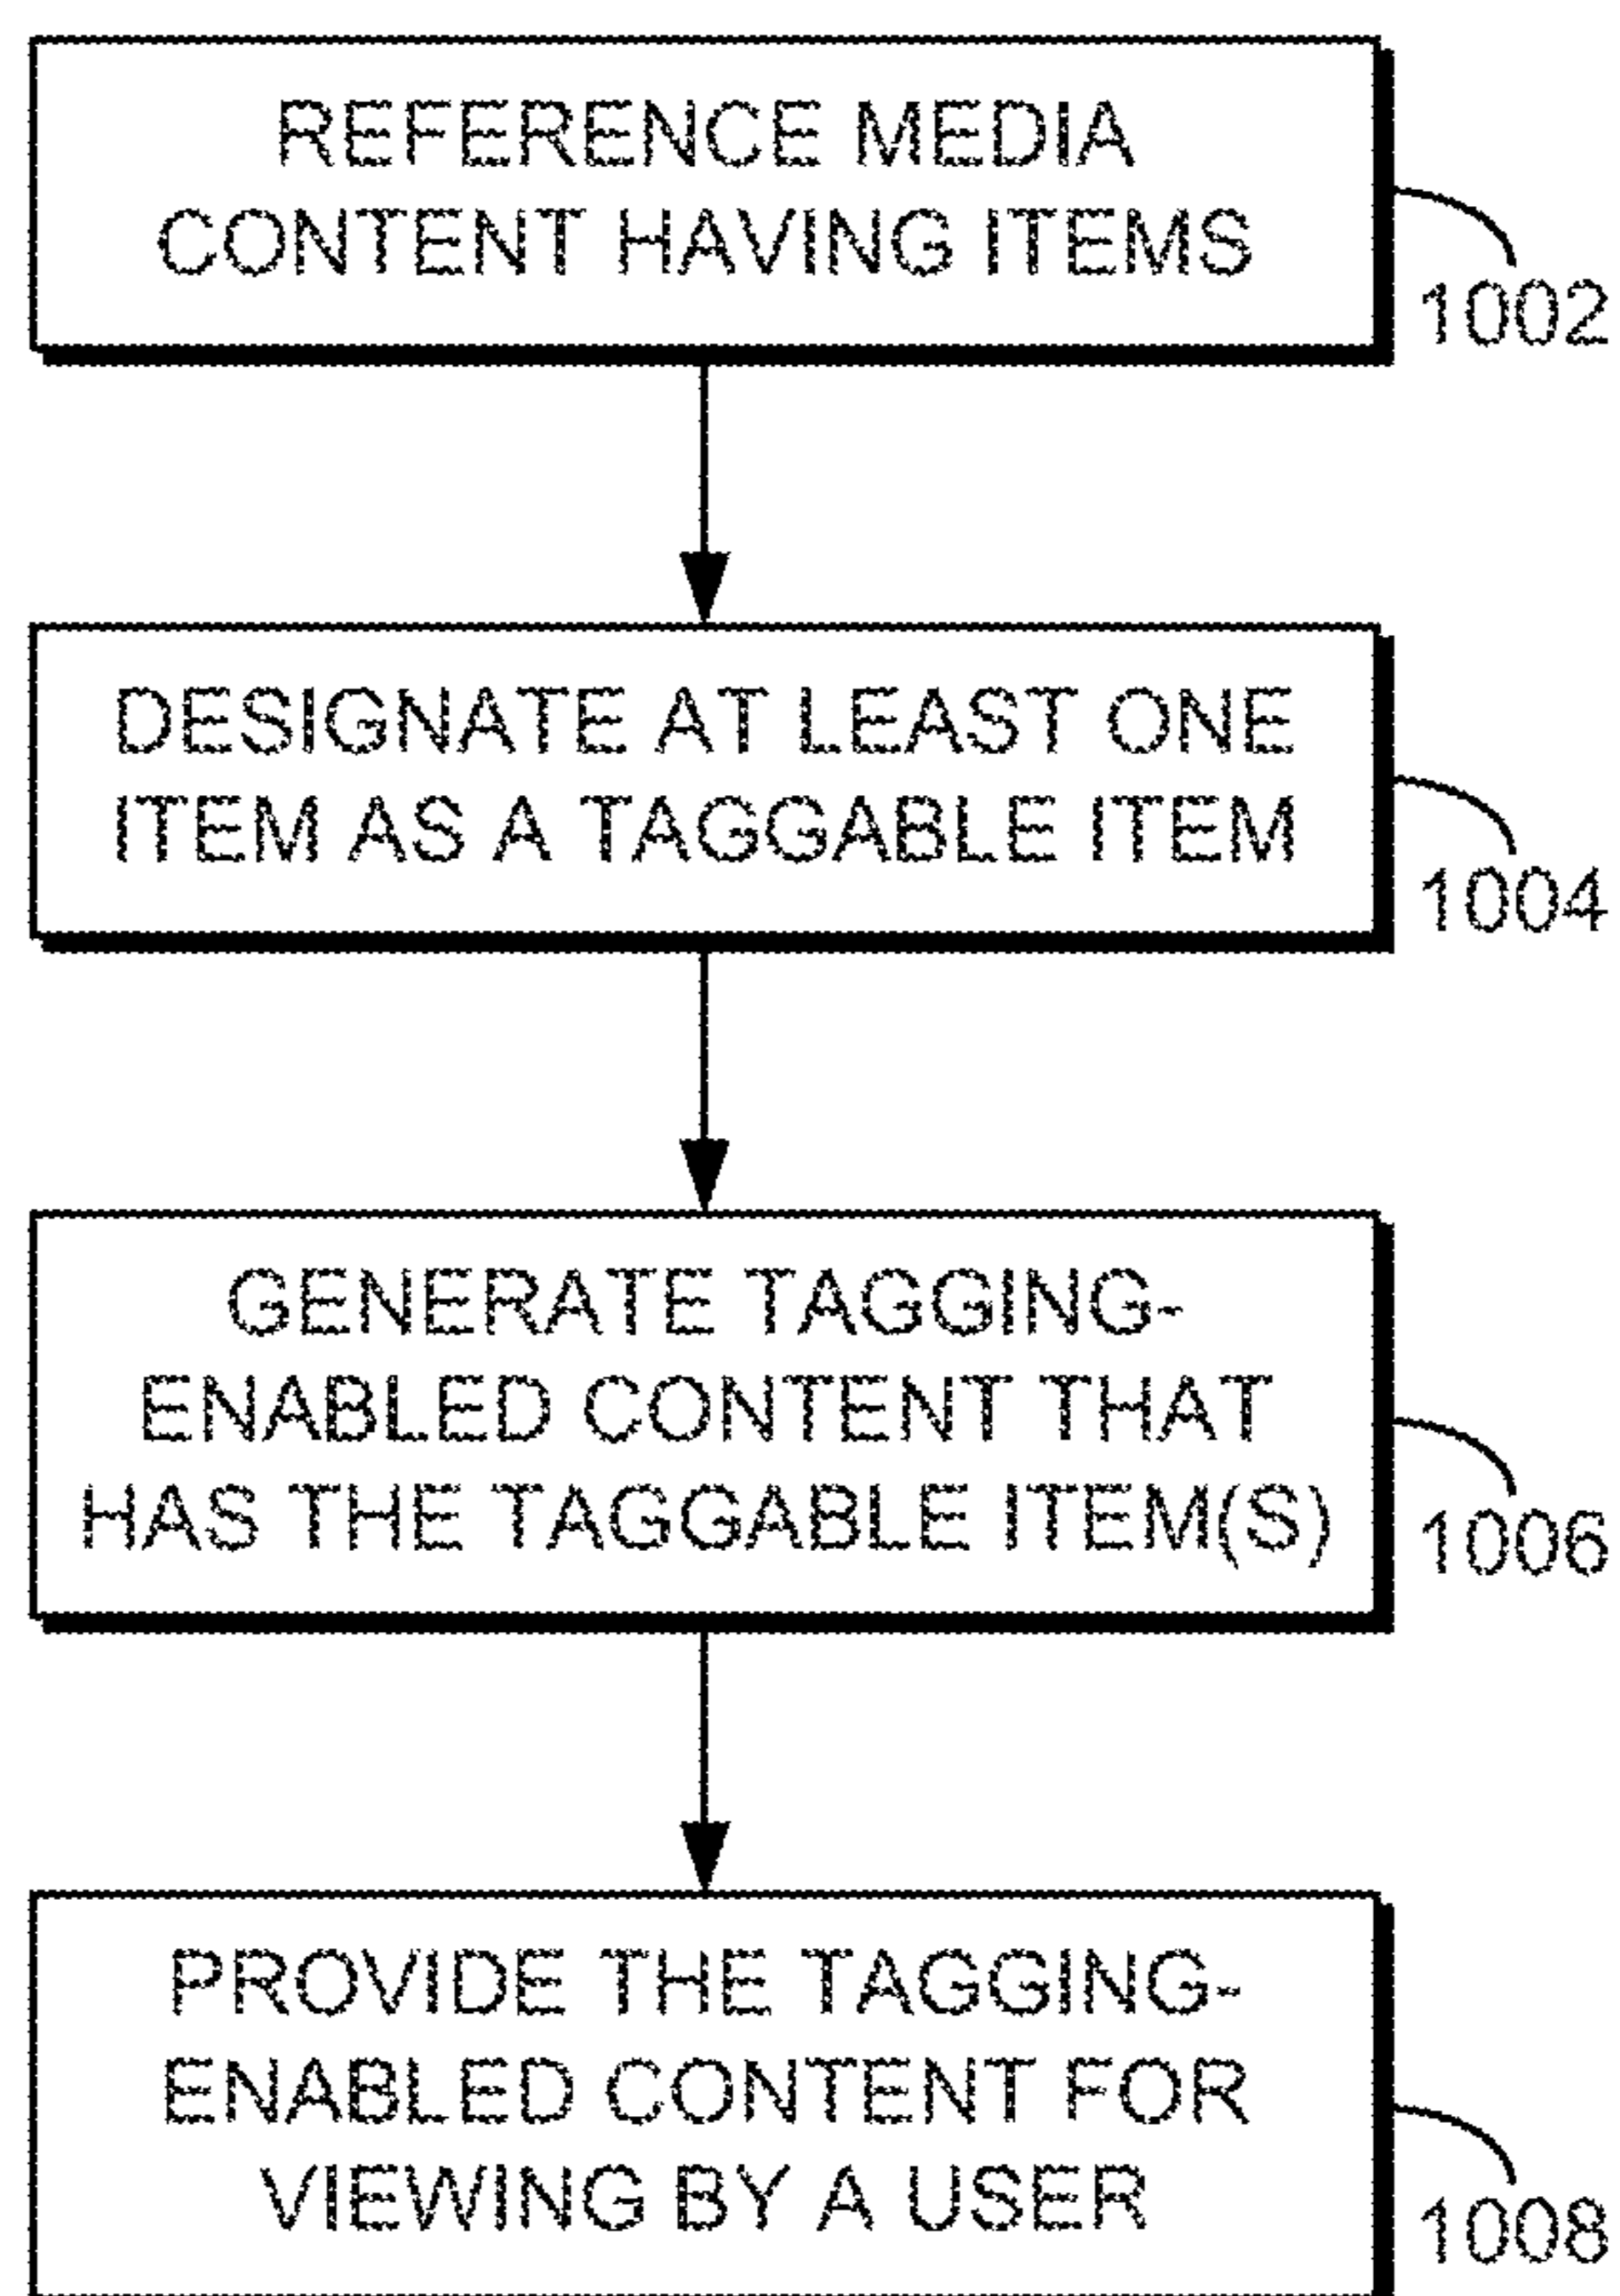 REFERENCE MEDIA
CONTENT HAVING ITEMS
1002
DESIGNATE AT LEAST ONE
ITEM AS A TAGGABLE ITEM
1004
GENERATE TAGGING-
ENABLED CONTENT THAT
HAS THE TAGGABLE ITEM(S)
1006
PROVIDE THE TAGGING-
ENABLED CONTENT FOR
VIEWING BY A USER
1008